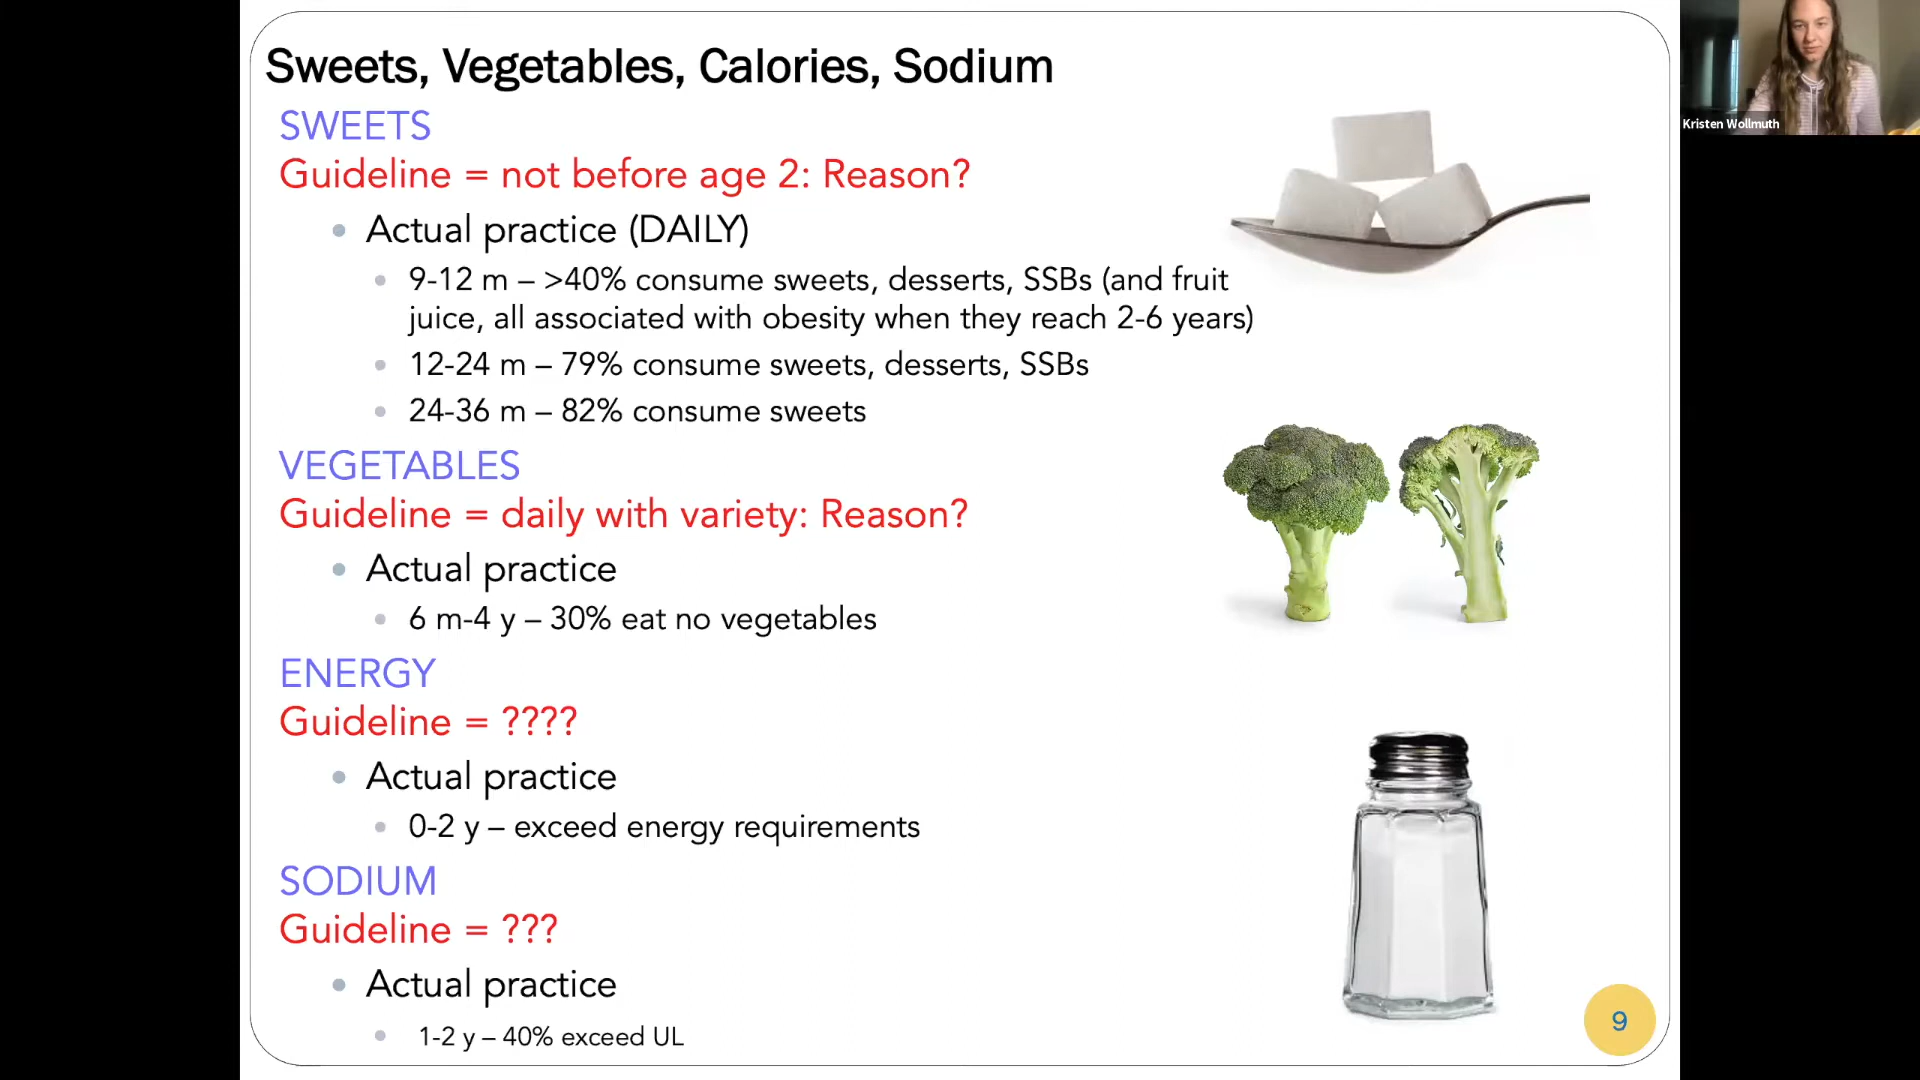 Sweets, Vegetables, Calories, Sodium
SWEETS
Guideline = not before age 2: Reason?
Actual practice (DAILY)
9-12 m – >40% consume sweets, desserts, SSBs (and fruit
juice, all associated with obesity when they reach 2-6 years)
12-24 m – 79% consume sweets, desserts, SSBs
24-36 m – 82% consume sweets
VEGETABLES
Guideline = daily with variety: Reason?
Actual practice
6 m-4 y – 30% eat no vegetables
ENERGY
Guideline = ????
Actual practice
0-2 y – exceed energy requirements
SODIUM
Guideline = ???
Actual practice
1-2 y – 40% exceed UL
9
Kristen Wollmuth